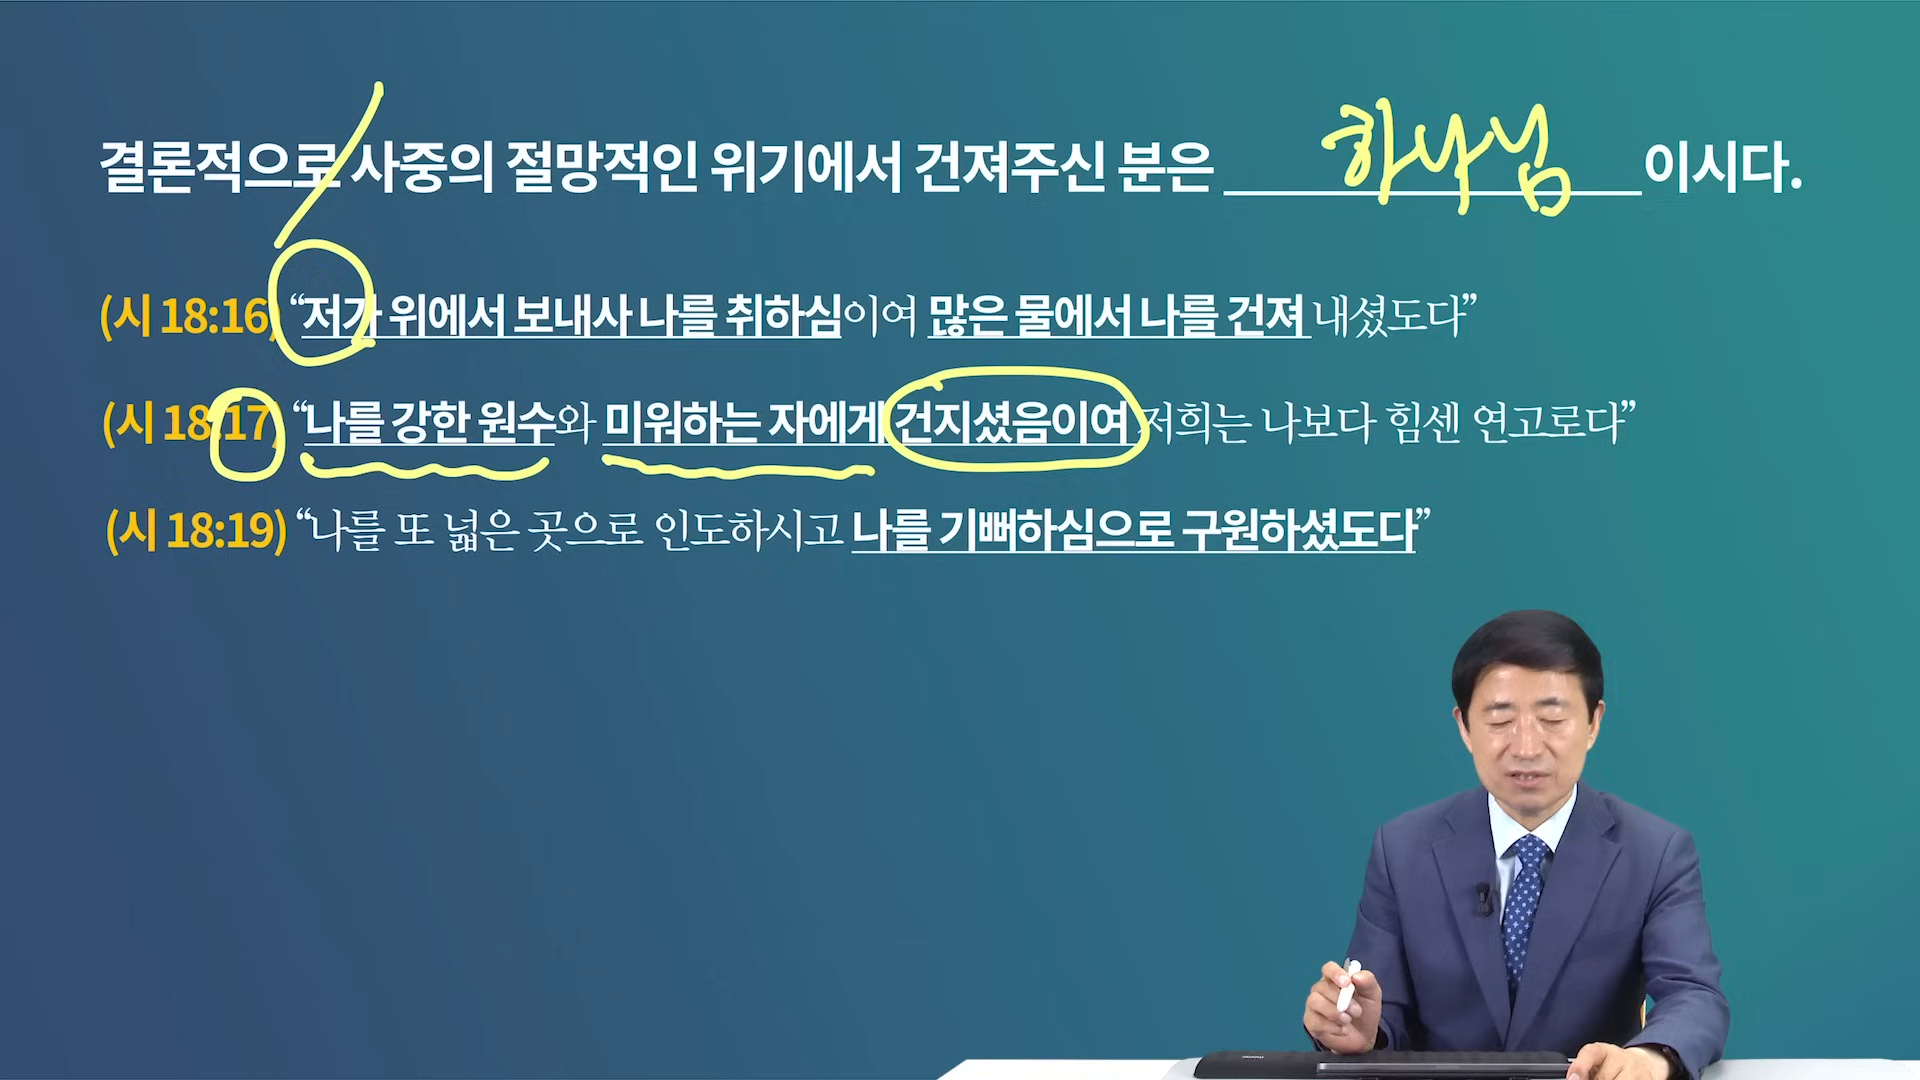 결론적으로 사중의 절망적인 위기에서 건져주신 분은 하나님 이시다.
(시 18:16) “저가 위에서 보내사 나를 취하심이여 많은 물에서 나를 건져 내셨도다”
(시 18:17) “나를 강한 원수와 미워하는 자에게 건지셨음이여 저희는 나보다 힘센 연고로다”
(시 18:19) “나를 또 넓은 곳으로 인도하시고 나를 기뻐하심으로 구원하셨도다”